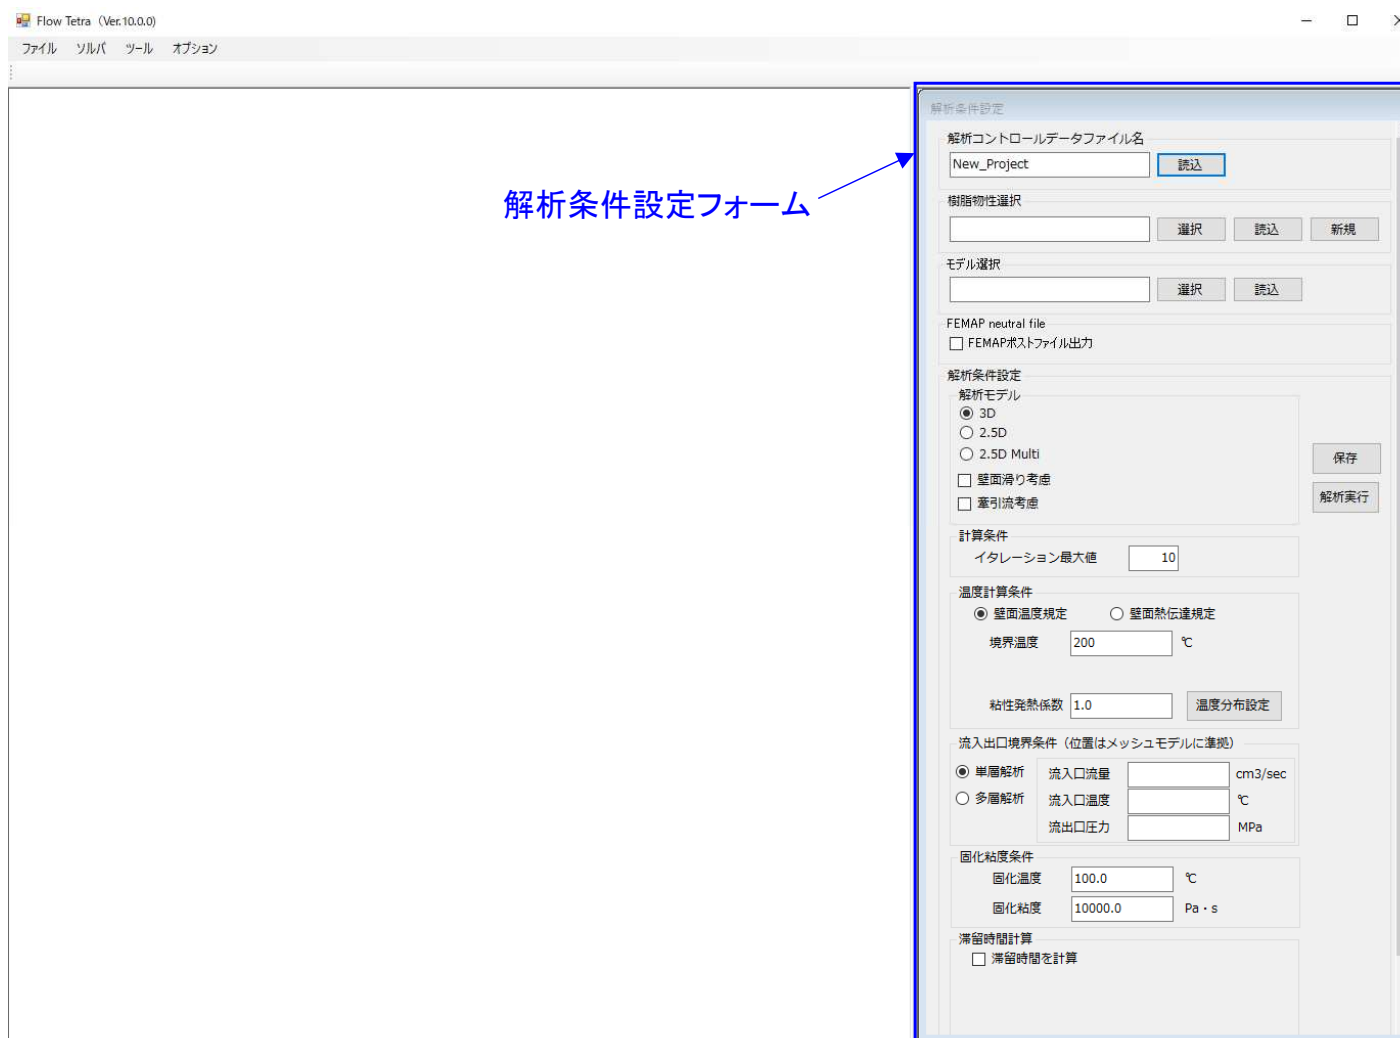 Flow Tetra (Ver.10.0.0)
ファイル ソルバ ツール オプション
解析条件設定フォーム
解析条件設定
解析コントロールデータファイル名
New_Project 読込
樹脂物性選択
選択 読込 新規
モデル選択
選択 読込
FEMAP neutral file
FEMAPポストファイル出力
解析条件設定
解析モデル
3D
2.5D
2.5D Multi
壁面滑り考慮
牽引流考慮
保存
解析実行
計算条件
イタレーション最大値 10
温度計算条件
壁面温度規定 壁面熱伝達規定
境界温度 200 ℃
粘性発熱係数 1.0 温度分布設定
流入出口境界条件（位置はメッシュモデルに準拠）
単層解析 流入口流量 cm3/sec
多層解析 流入口温度 ℃
流出口圧力 MPa
固化粘度条件
固化温度 100.0 ℃
固化粘度 10000.0 Pa・s
滞留時間計算
滞留時間を計算